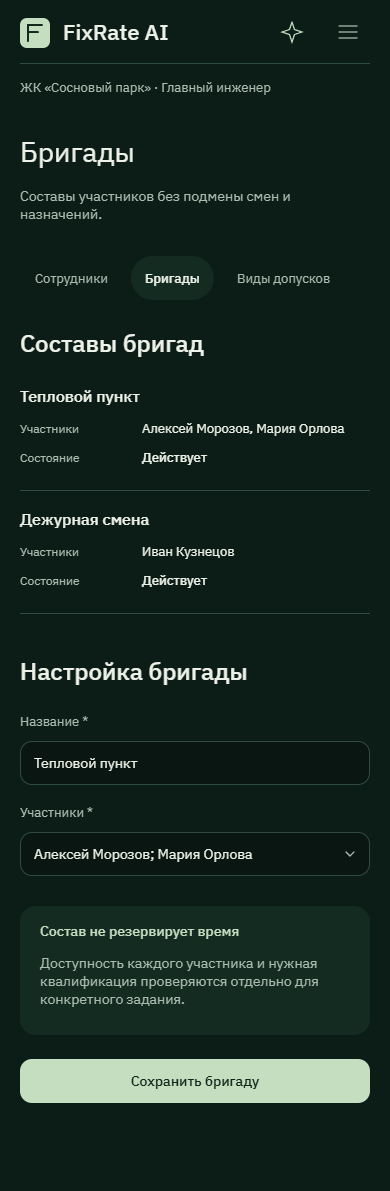 FixRate AI
ЖК «Сосновый парк» · Главный инженер
Бригады
Составы участников без подмены смен и
назначений.
Сотрудники Бригады Виды допусков
Составы бригад
Тепловой пункт
Участники Алексей Морозов, Мария Орлова
Состояние Действует
Дежурная смена
Участники Иван Кузнецов
Состояние Действует
Настройка бригады
Название *
Тепловой пункт
Участники *
Алексей Морозов; Мария Орлова
Состав не резервирует время
Доступность каждого участника и нужная
квалификация проверяются отдельно для
конкретного задания.
Сохранить бригаду